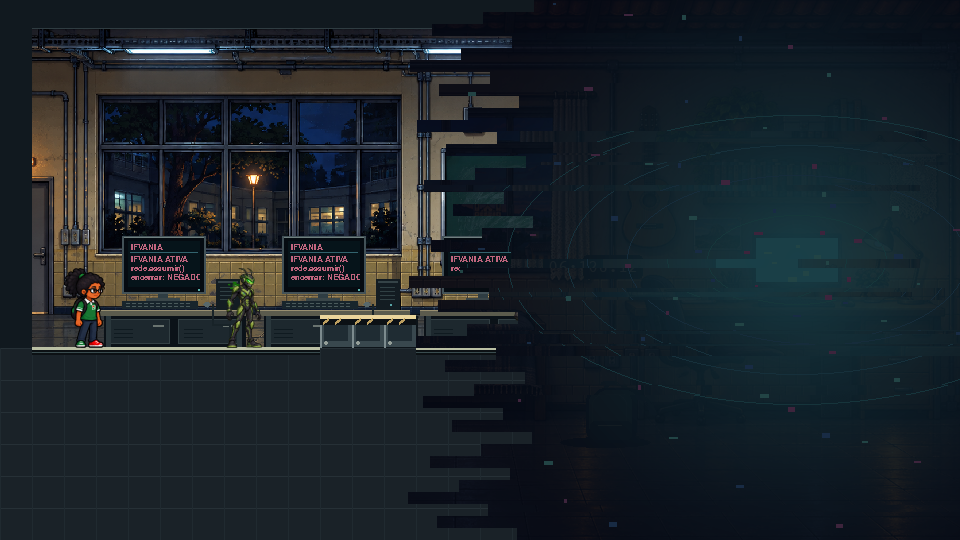 IFVANIA
IFVANIA ATIVA
rede.assumir()
encerrar: NEGADO
IFVANIA
IFVANIA ATIVA
rede.assumir()
encerrar: NEGADO
IFVANIA ATIVA